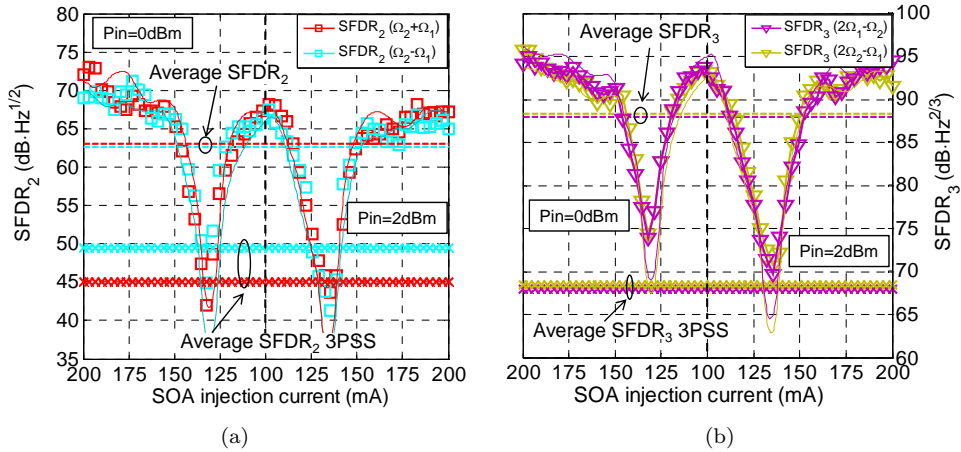 Pin=0dBm
SFDR2 (Ω2+Ω1)
SFDR2 (Ω2-Ω1)
Average SFDR2
Pin=2dBm
Average SFDR2 3PSS
80
75
70
65
60
55
50
45
40
35
SFDR2 (dB·Hz1/2)
200 175 150 125 100 125 150 175 200
SOA injection current (mA)
(a)
SFDR3 (2Ω1-Ω2)
SFDR3 (2Ω2-Ω1)
Average SFDR3
Pin=0dBm
Pin=2dBm
Average SFDR3 3PSS
100
95
90
85
80
75
70
65
60
SFDR3 (dB·Hz2/3)
200 175 150 125 100 125 150 175 200
SOA injection current (mA)
(b)